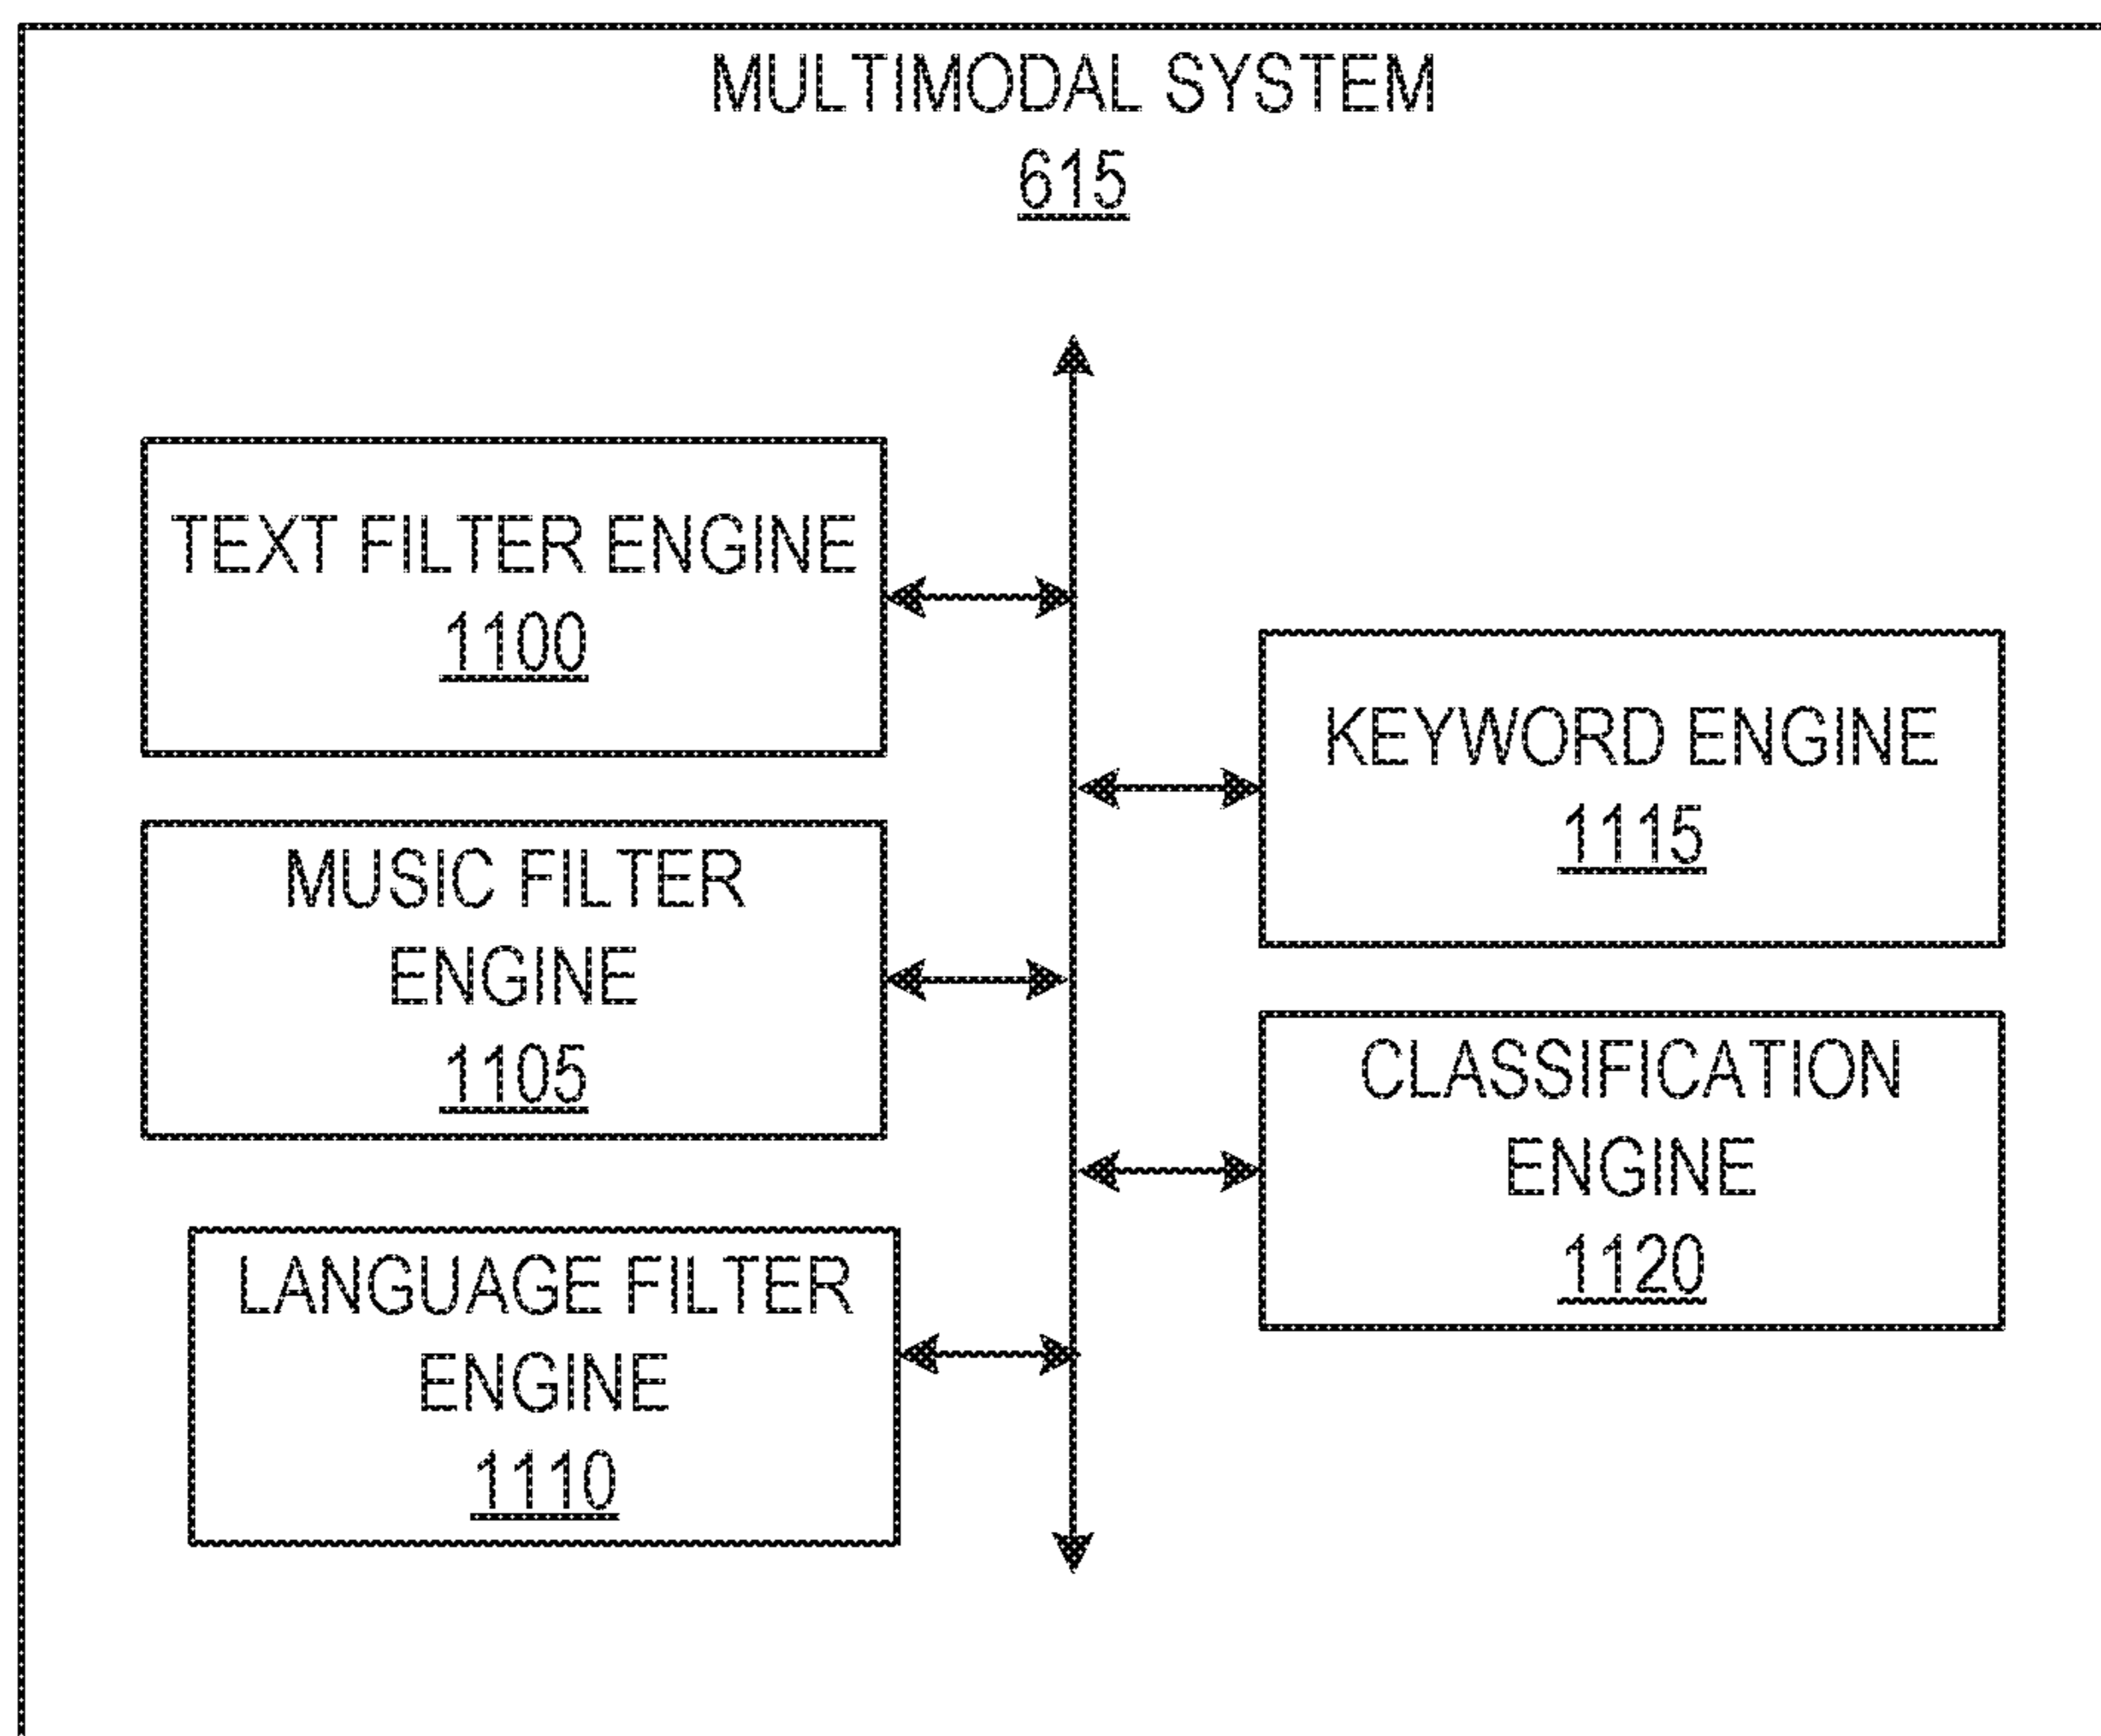 MULTIMODAL SYSTEM
615
TEXT FILTER ENGINE
1100
MUSIC FILTER
ENGINE
1105
LANGUAGE FILTER
ENGINE
1110
KEYWORD ENGINE
1115
CLASSIFICATION
ENGINE
1120